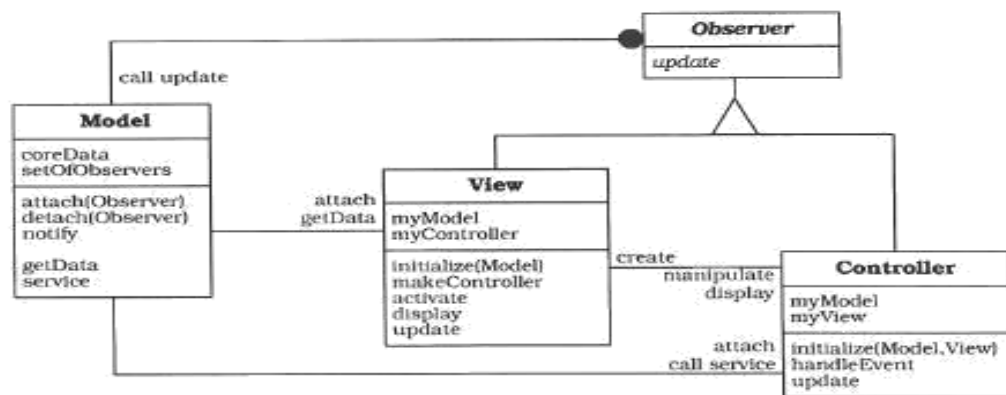 Observer
update
call update
Model
coreData
setOfObservers
attach(Observer)
detach(Observer)
notify
getData
service
attach
getData
View
myModel
myController
initialize(Model)
makeController
activate
display
update
create
manipulate
display
Controller
myModel
myView
initialize(Model,View)
handleEvent
update
attach
call service